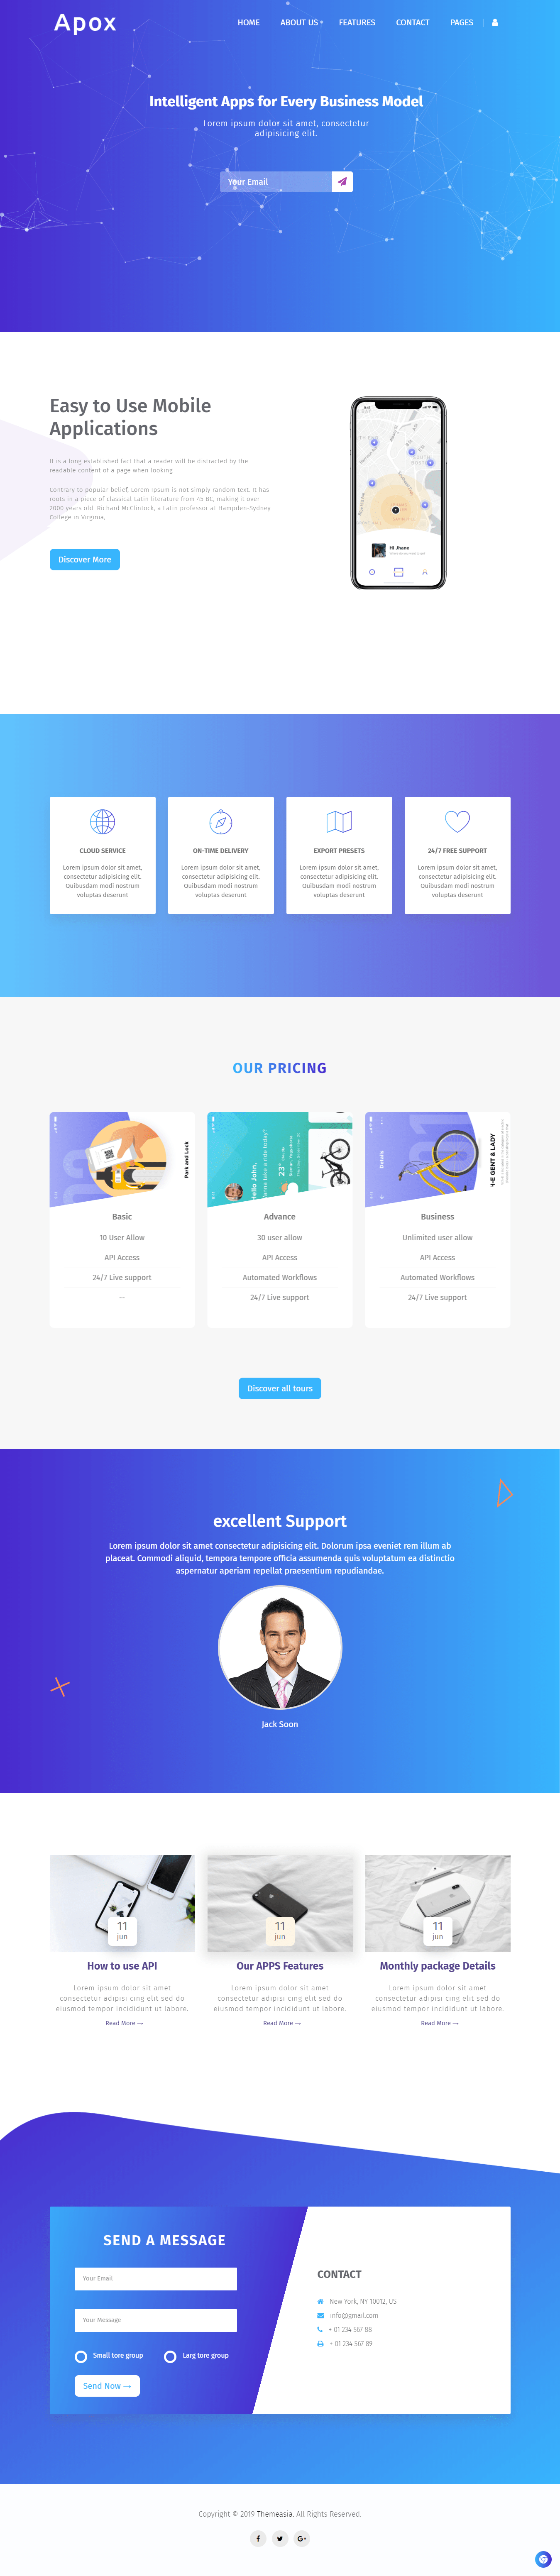 Apox
HOME ABOUT US+ FEATURES CONTACT PAGES
Intelligent Apps for Every Business Model
Lorem ipsum dolor sit amet, consectetur
adipisicing elit.
Your Email
Easy to Use Mobile
Applications
It is a long established fact that a reader will be distracted by the
readable content of a page when looking
Contrary to popular belief, Lorem Ipsum is not simply random text. It has
roots in a piece of classical Latin literature from 45 BC, making it over
2000 years old. Richard McClintock, a Latin professor at Hampden-Sydney
College in Virginia,
Discover More
Hi Jhane
CLOUD SERVICE
Lorem ipsum dolor sit amet,
consectetur adipisicing elit.
Quibusdam modi nostrum
voluptas deserunt
ON-TIME DELIVERY
Lorem ipsum dolor sit amet,
consectetur adipisicing elit.
Quibusdam modi nostrum
voluptas deserunt
EXPORT PRESETS
Lorem ipsum dolor sit amet,
consectetur adipisicing elit.
Quibusdam modi nostrum
voluptas deserunt
24/7 FREE SUPPORT
Lorem ipsum dolor sit amet,
consectetur adipisicing elit.
Quibusdam modi nostrum
voluptas deserunt
OUR PRICING
Park and Lock
Basic
10 User Allow
API Access
24/7 Live support
--
Hello John,
Wanna take a ride today?
23°
Advance
30 user allow
API Access
Automated Workflows
24/7 Live support
Details
GENT & LADY
Business
Unlimited user allow
API Access
Automated Workflows
24/7 Live support
Discover all tours
excellent Support
Lorem ipsum dolor sit amet consectetur adipisicing elit. Dolorum ipsa eveniet rem illum ab
placeat. Commodi aliquid, tempora tempore officia assumenda quis voluptatum ea distinctio
aspernatur aperiam repellat praesentium repudiandae.
Jack Soon
11
jun
How to use API
Lorem ipsum dolor sit amet
consectetur adipisi cing elit sed do
eiusmod tempor incididunt ut labore.
Read More →
11
jun
Our APPS Features
Lorem ipsum dolor sit amet
consectetur adipisi cing elit sed do
eiusmod tempor incididunt ut labore.
Read More →
11
jun
Monthly package Details
Lorem ipsum dolor sit amet
consectetur adipisi cing elit sed do
eiusmod tempor incididunt ut labore.
Read More →
SEND A MESSAGE
Your Email
Your Message
Small tore group Larg tore group
Send Now →
CONTACT
New York, NY 10012, US
info@gmail.com
+ 01 234 567 88
+ 01 234 567 89
Copyright © 2019 Themeasia. All Rights Reserved.